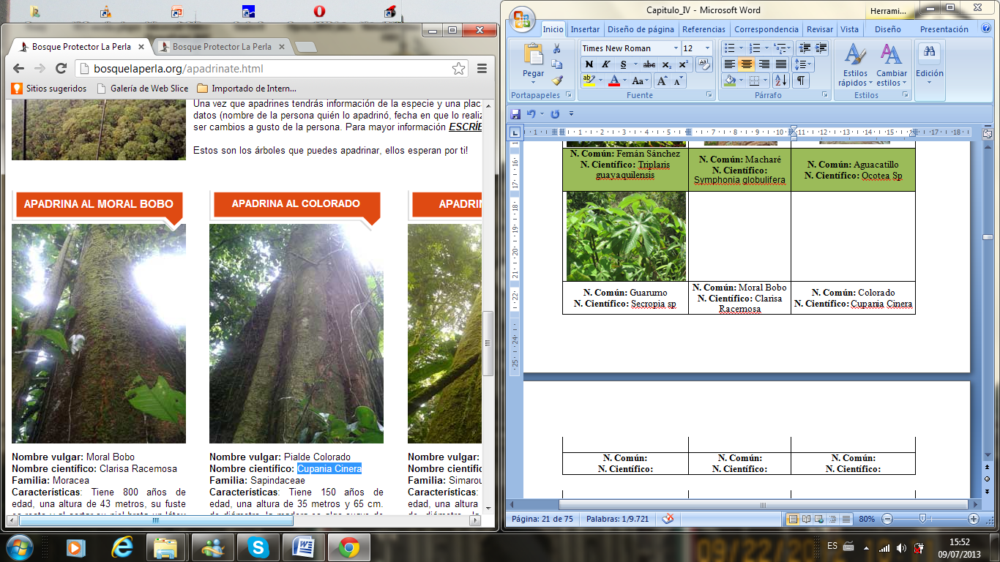 Bosque Protector La Perla
Bosque Protector La Perla
bosquelaperla.org/apadrinate.html
Sitios sugeridos
Galería de Web Slice
Importado de Intern...
Una vez que apadrines tendrás información de la especie y una plac
datos (nombre de la persona quién lo apadrinó, fecha en que lo realiz
ser cambios a gusto de la persona. Para mayor información ESCRÍE
Estos son los árboles que puedes apadrinar, ellos esperan por ti!
APADRINA AL MORAL BOBO
APADRINA AL COLORADO
APADRINA
Nombre vulgar: Moral Bobo
Nombre científico: Clarisa Racemosa
Familia: Moracea
Características: Tiene 800 años de
edad, una altura de 43 metros, su fuste
Nombre vulgar: Pialde Colorado
Nombre científico: Cupania Cinera
Familia: Sapindaceae
Características: Tiene 150 años de
edad, una altura de 35 metros y 65 cm.
Nombre vulgar:
Nombre científico:
Familia: Simarou
Características:
edad, una altura
Capitulo_IV - Microsoft Word
Herrami...
Inicio
Insertar
Diseño de página
Referencias
Correspondencia
Revisar
Vista
Diseño
Presentación
Pegar
Portapapeles
Times New Roman
12
N K S abc x₂ x²
Aa
Fuente
Párrafo
Estilos
rápidos
Cambiar
estilos
Estilos
Edición
N. Común: Fernán Sánchez
N. Científico: Triplaris
guayaquilensis
N. Común: Macharé
N. Científico:
Symphonia globulifera
N. Común: Aguacatillo
N. Científico: Ocotea Sp
N. Común: Guarumo
N. Científico: Secropia sp
N. Común: Moral Bobo
N. Científico: Clarisa
Racemosa
N. Común: Colorado
N. Científico: Cupania Cinera
N. Común:
N. Científico:
N. Común:
N. Científico:
N. Común:
N. Científico:
Página: 21 de 75
Palabras: 1/9.721
80%
ES
15:52
09/07/2013